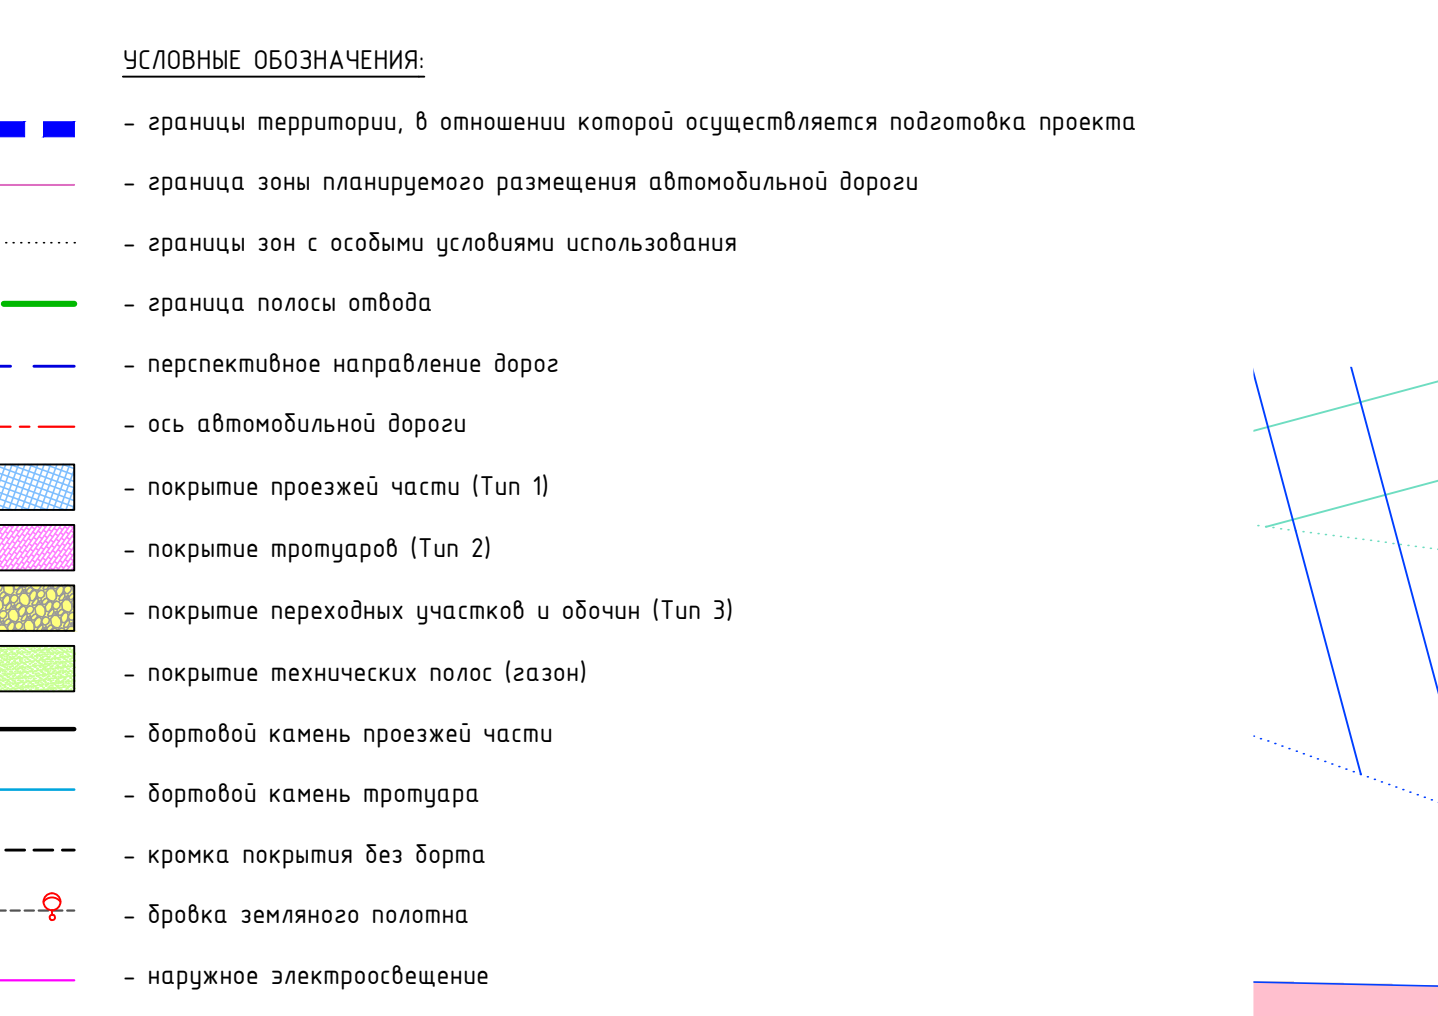 УСЛОВНЫЕ ОБОЗНАЧЕНИЯ:
- границы территории, в отношении которой осуществляется подготовка проекта
- граница зоны планируемого размещения автомобильной дороги
- границы зон с особыми условиями использования
- граница полосы отвода
- перспективное направление дорог
- ось автомобильной дороги
- покрытие проезжей части (Тип 1)
- покрытие тротуаров (Тип 2)
- покрытие переходных участков и обочин (Тип 3)
- покрытие технических полос (газон)
- бортовой камень проезжей части
- бортовой камень тротуара
- кромка покрытия без борта
- бровка земляного полотна
- наружное электроосвещение